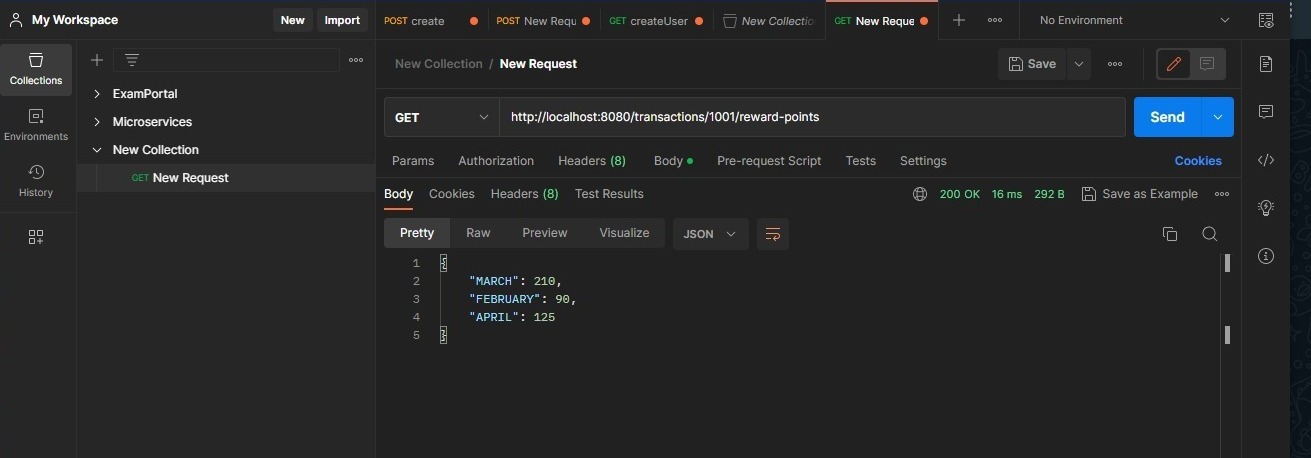 My Workspace
New
Import
POST create
POST New Requ
GET createUser
New Collectio
GET New Reque
No Environment
Collections
Environments
History
ExamPortal
Microservices
New Collection
GET New Request
New Collection / New Request
Save
GET
http://localhost:8080/transactions/1001/reward-points
Send
Params Authorization Headers (8) Body Pre-request Script Tests Settings Cookies
Body Cookies Headers (8) Test Results 200 OK 16 ms 292 B Save as Example
Pretty Raw Preview Visualize JSON
1 {
2 "MARCH": 210,
3 "FEBRUARY": 90,
4 "APRIL": 125
5 }